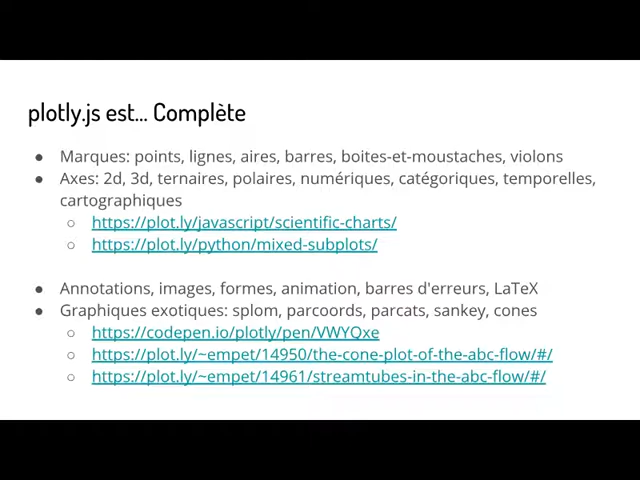 plotly.js est... Complète
● Marques: points, lignes, aires, barres, boites-et-moustaches, violons
● Axes: 2d, 3d, ternaires, polaires, numériques, catégoriques, temporelles,
cartographiques
○ https://plot.ly/javascript/scientific-charts/
○ https://plot.ly/python/mixed-subplots/
● Annotations, images, formes, animation, barres d'erreurs, LaTeX
● Graphiques exotiques: splom, parcoords, parcats, sankey, cones
○ https://codepen.io/plotly/pen/VWYQxe
○ https://plot.ly/~empet/14950/the-cone-plot-of-the-abc-flow/#/
○ https://plot.ly/~empet/14961/streamtubes-in-the-abc-flow/#/